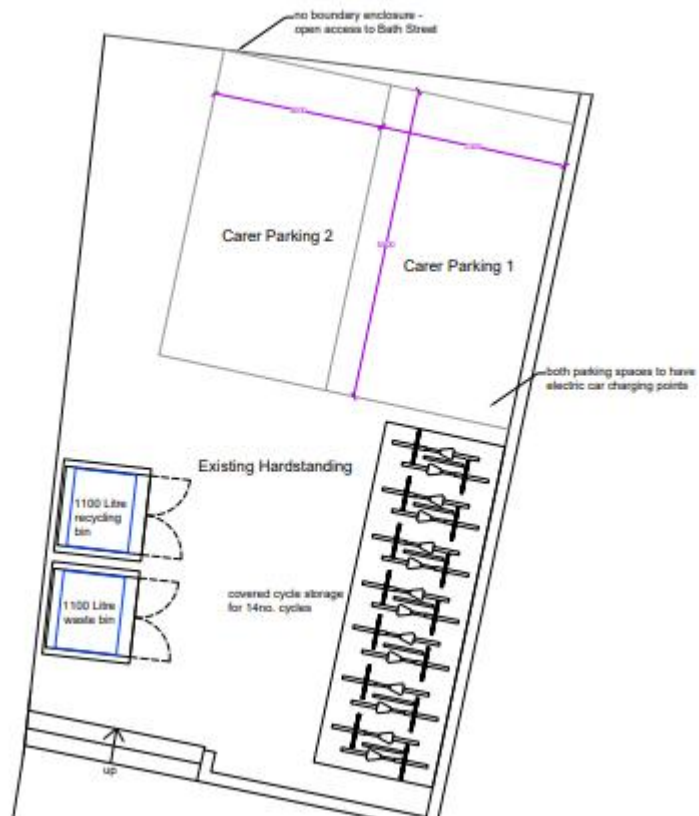 no boundary enclosure -
open access to Bath Street
Carer Parking 2
Carer Parking 1
both parking spaces to have
electric car charging points
Existing Hardstanding
1100 Litre
recycling
bin
covered cycle storage
for 14no. cycles
1100 Litre
waste bin
up